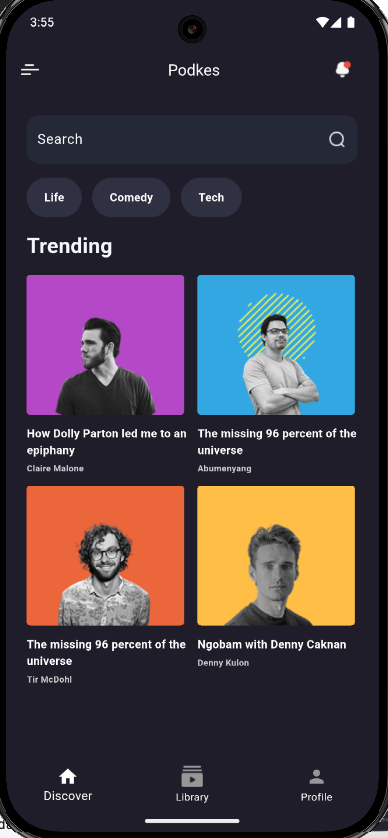 3:55
Podkes
Search
Life Comedy Tech
Trending
How Dolly Parton led me to an
epiphany
Claire Malone
The missing 96 percent of the
universe
Abumenyang
The missing 96 percent of the
universe
Tir McDohl
Ngobam with Denny Caknan
Denny Kulon
Discover Library Profile